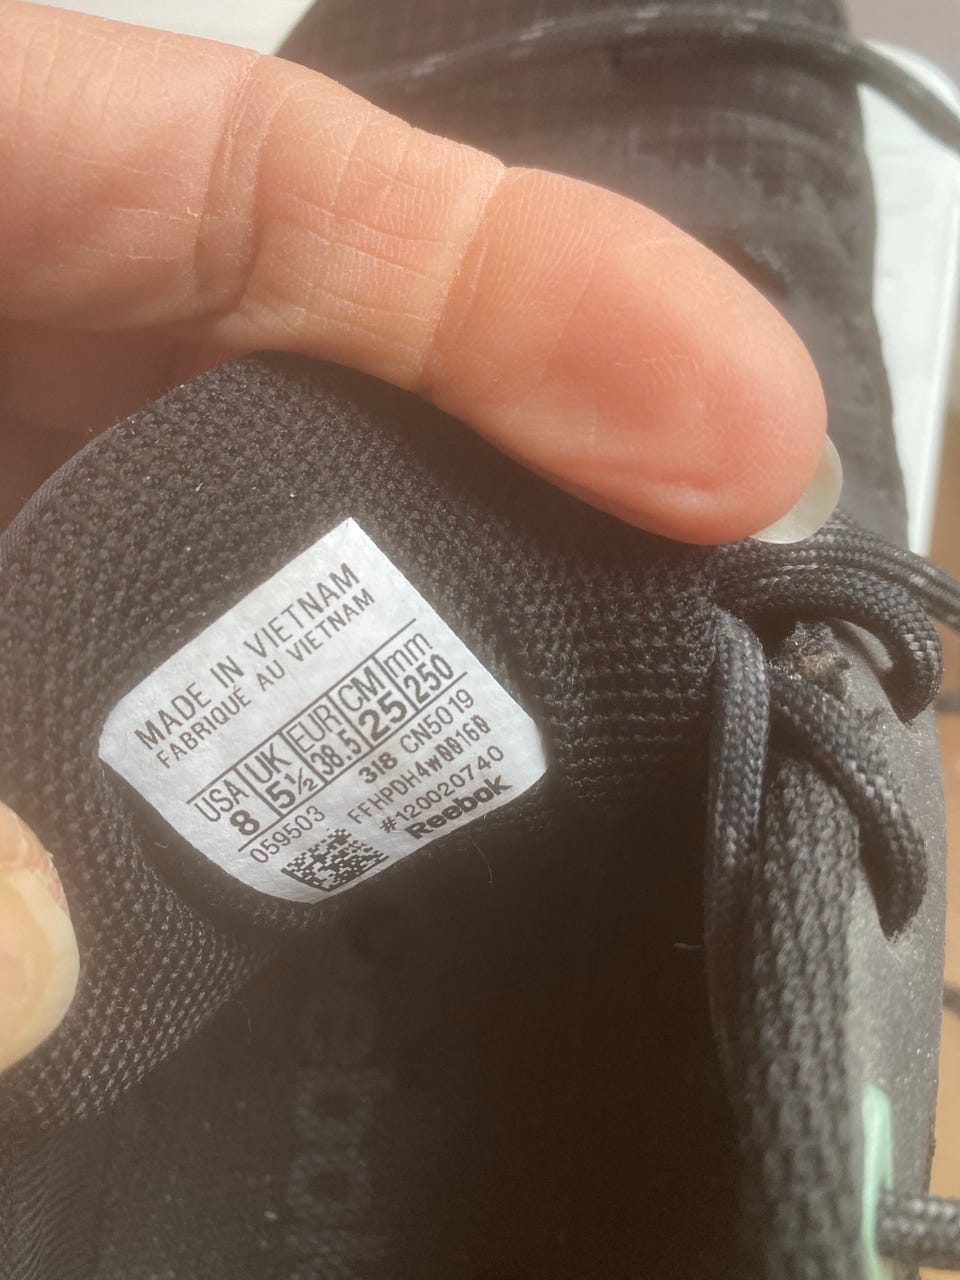 MADE IN VIETNAM
FABRIQUÉ AU VIETNAM
USA UK EUR CM mm
8 5½ 38.5 25 250
059503 318 CN5019
FFHPDH4W00160
#120020740
Reebok